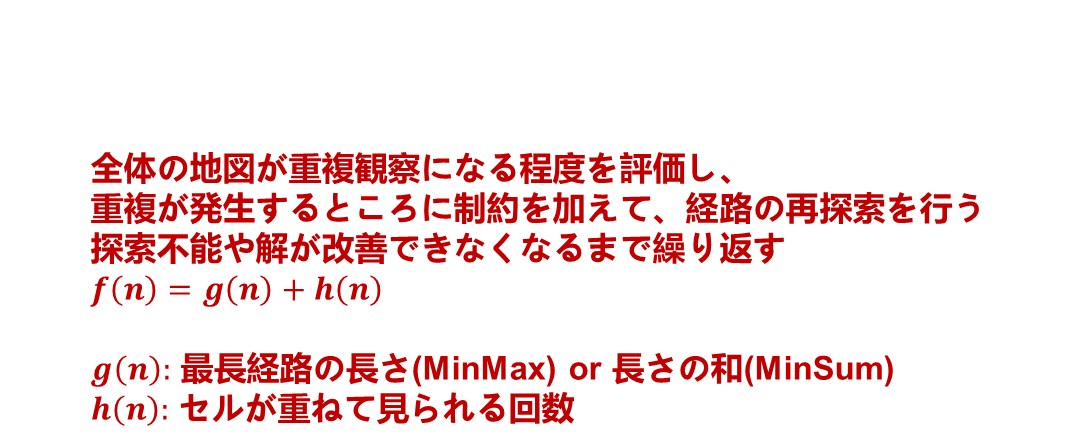 全体の地図が重複観察になる程度を評価し、
重複が発生するところに制約を加えて、経路の再探索を行う
探索不能や解が改善できなくなるまで繰り返す
f(n) = g(n) + h(n)
g(n): 最長経路の長さ(MinMax) or 長さの和(MinSum)
h(n): セルが重ねて見られる回数